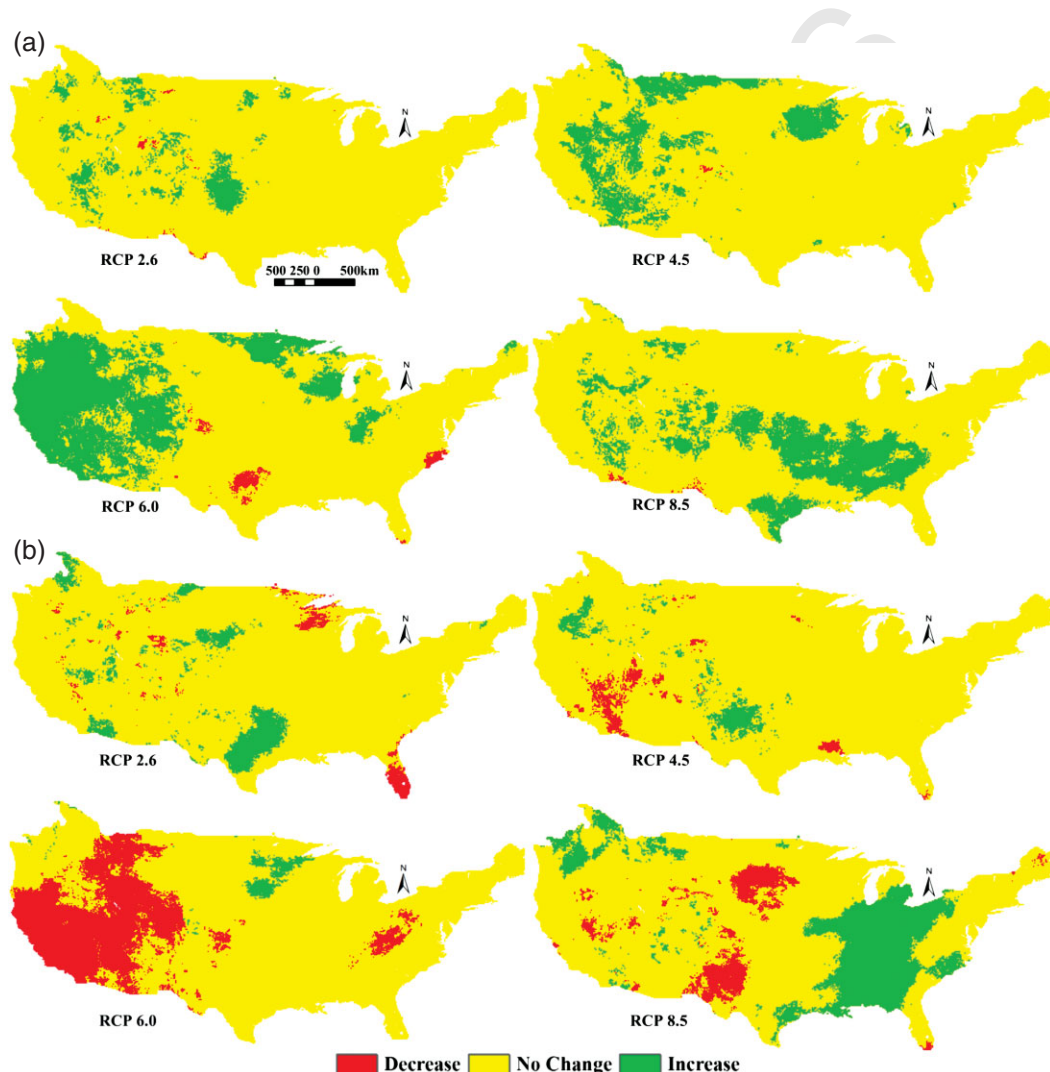 (a)
N
N
RCP 2.6
RCP 4.5
500 250 0 500km
N
N
RCP 6.0
RCP 8.5
(b)
N
N
RCP 2.6
RCP 4.5
N
N
RCP 6.0
RCP 8.5
Decrease No Change Increase